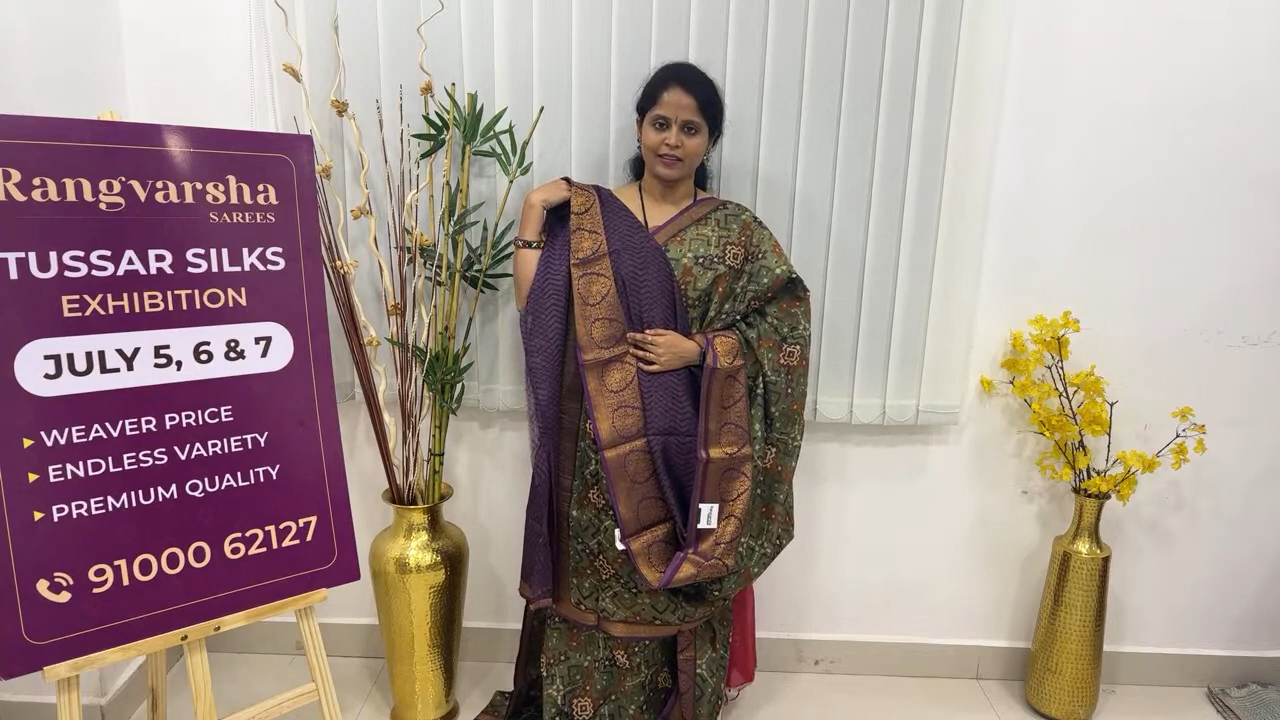 Rangvarsha
SAREES
TUSSAR SILKS
EXHIBITION
JULY 5, 6 & 7
WEAVER PRICE
ENDLESS VARIETY
PREMIUM QUALITY
91000 62127